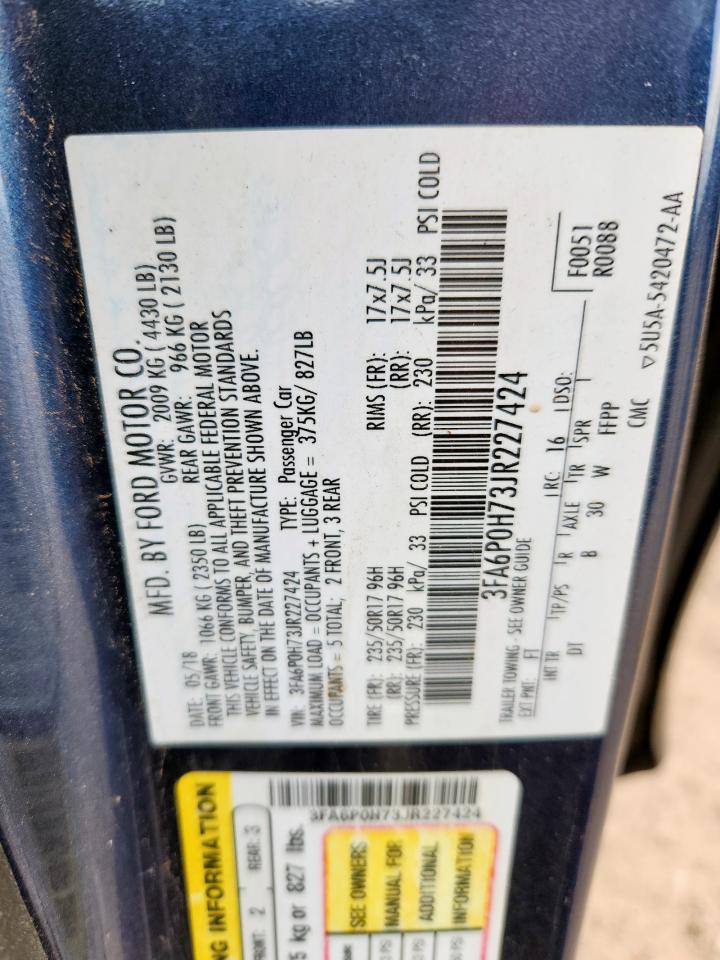 MFD. BY FORD MOTOR CO.
DATE: 05/18 GVWR: 2009 KG ( 4430 LB)
FRONT GAWR: 1066 KG ( 2350 LB) REAR GAWR: 966 KG ( 2130 LB)
THIS VEHICLE CONFORMS TO ALL APPLICABLE FEDERAL MOTOR
VEHICLE SAFETY, BUMPER, AND THEFT PREVENTION STANDARDS
IN EFFECT ON THE DATE OF MANUFACTURE SHOWN ABOVE.
VIN: 3FA6P0H73JR227424 TYPE: Passenger Car
MAXIMUM LOAD = OCCUPANTS + LUGGAGE = 375KG/ 827LB
OCCUPANTS = 5 TOTAL; 2 FRONT, 3 REAR
TIRE (FR): 235/50R17 96H RIMS (FR): 17x7.5J
(RR): 235/50R17 96H (RR): 17x7.5J
PRESSURE (FR): 230 kPa/ 33 PSI COLD (RR): 230 kPa/ 33 PSI COLD
3FA6P0H73JR227424
TRAILER TOWING - SEE OWNER GUIDE
EXT PNT: FT RC: 16 DSO: F0051
R0088
INT TR TP/PS R AXLE TR SPR
DT B 30 W FFPP
CMC
▽5U5A-5420472-AA
3FA6P0H73JR227424
NG INFORMATION
FRONT: 2 REAR: 3
5 kg or 827 lbs.
SEE OWNERS
MANUAL FOR
ADDITIONAL
INFORMATION